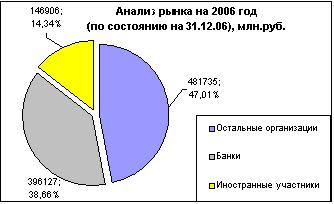 Анализ рынка на 2006 год
(по состоянию на 31.12.06), млн.руб.
146906;
14,34%
481735;
47,01%
396127;
38,66%
Остальные организации
Банки
Иностранные участники